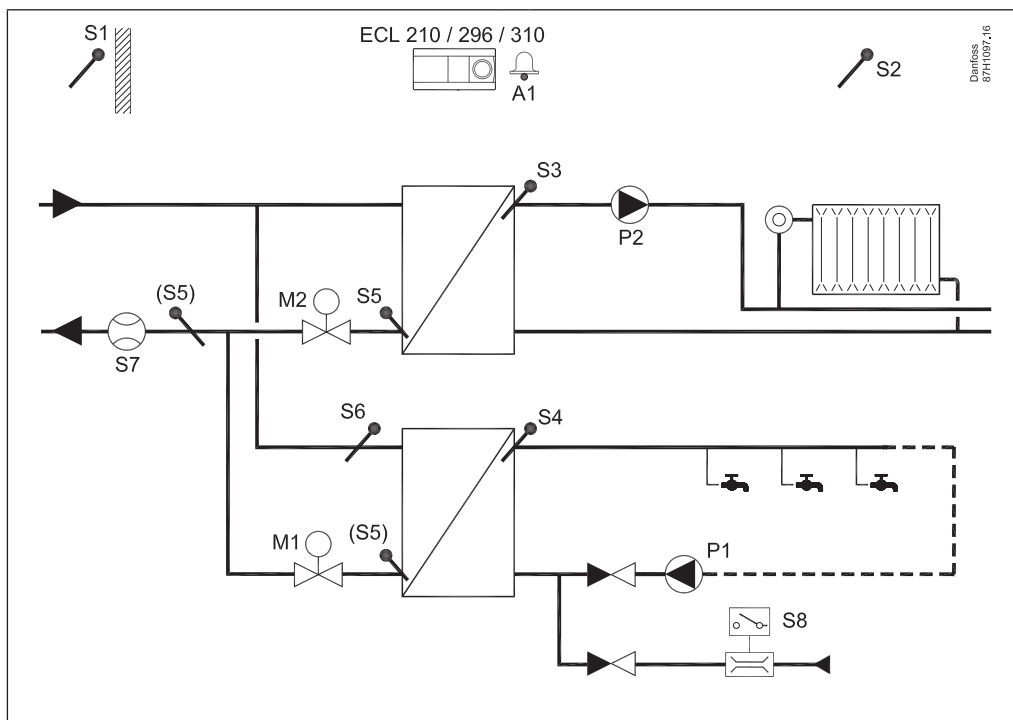 S1
ECL 210 / 296 / 310
A1
S2
Danfoss
87H1097.16
S3
P2
(S5)
M2
S5
S7
S6
S4
M1
(S5)
P1
S8